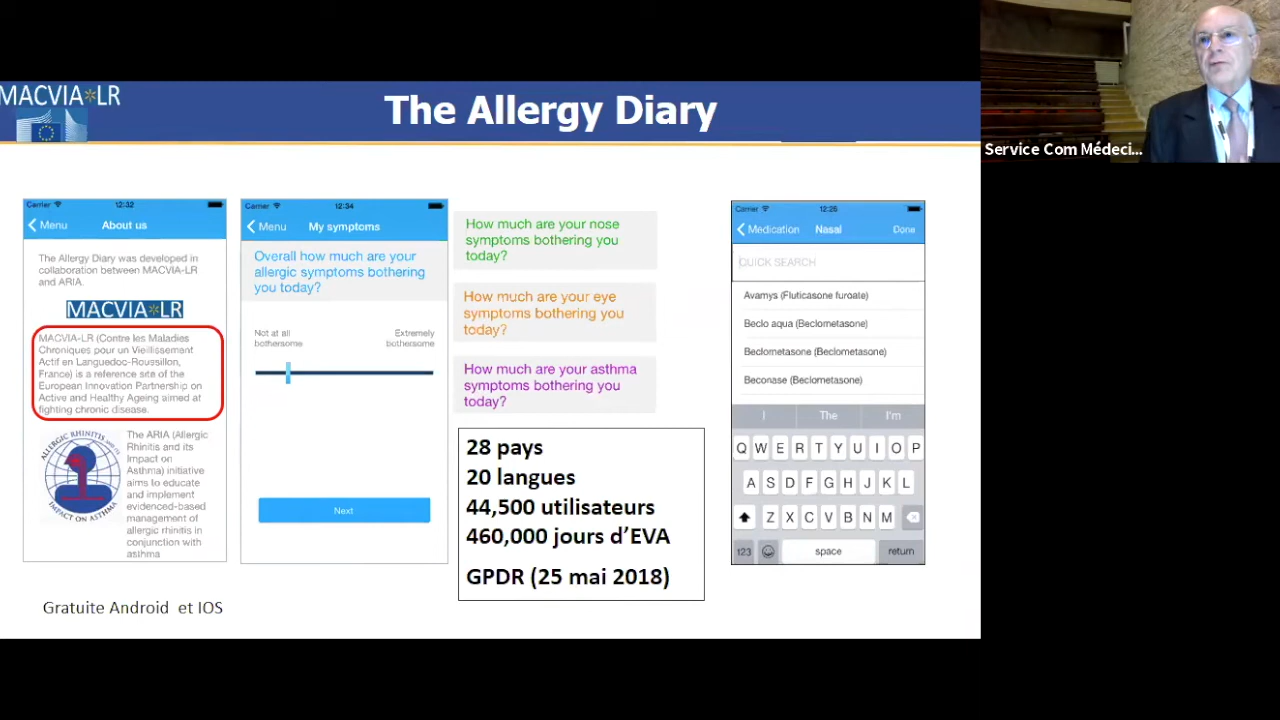 MACVIA LR
The Allergy Diary
Service Com Médeci...
Carrier 12:32
Menu About us
The Allergy Diary was developed in
collaboration between MACVIA-LR
and ARIA.
MACVIA LR
MACVIA-LR (Contre les Maladies
Chroniques pour un Vieillissement
Actif en Languedoc-Roussillon,
France) is a reference site of the
European Innovation Partnership on
Active and Healthy Ageing aimed at
fighting chronic disease.
ALLERGIC RHINITIS AND ITS
IMPACT ON ASTHMA
The ARIA (Allergic
Rhinitis and its
Impact on
Asthma) initiative
aims to educate
and implement
evidenced-based
management of
allergic rhinitis in
conjunction with
asthma
Gratuite Android et IOS
Carrier 12:34
Menu My symptoms
Overall how much are your
allergic symptoms bothering
you today?
Not at all
bothersome
Extremely
bothersome
Next
How much are your nose
symptoms bothering you
today?
How much are your eye
symptoms bothering you
today?
How much are your asthma
symptoms bothering you
today?
28 pays
20 langues
44,500 utilisateurs
460,000 jours d’EVA
GPDR (25 mai 2018)
Carrier 12:26
Medication Nasal Done
QUICK SEARCH
Avamys (Fluticasone furoate)
Beclo aqua (Beclometasone)
Beclometasone (Beclometasone)
Beconase (Beclometasone)
I The I'm
Q W E R T Y U I O P
A S D F G H J K L
Z X C V B N M
123 space return